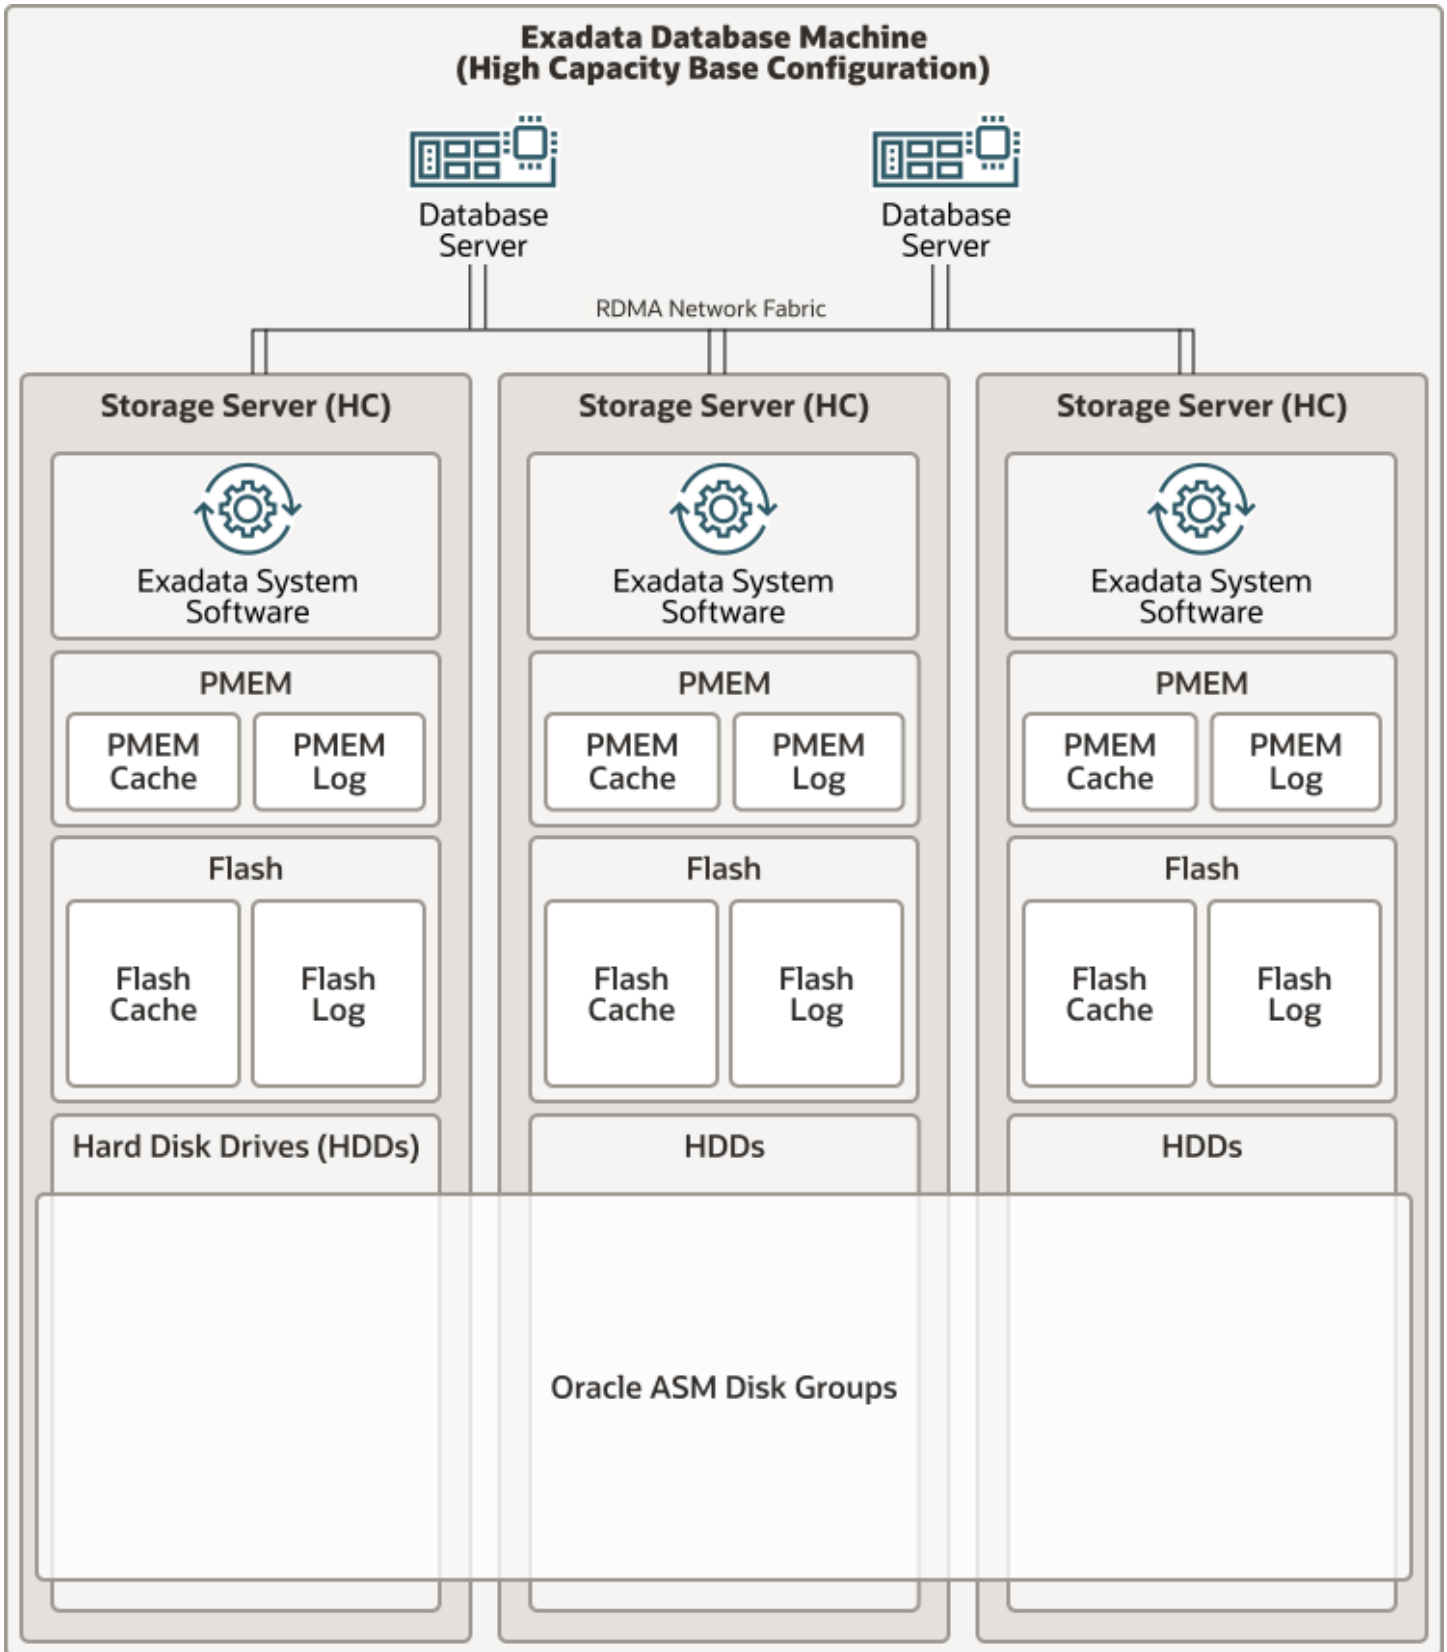 Exadata Database Machine
(High Capacity Base Configuration)
Database
Server
Database
Server
RDMA Network Fabric
Storage Server (HC)
Exadata System
Software
PMEM
PMEM
Cache
PMEM
Log
Flash
Flash
Cache
Flash
Log
Hard Disk Drives (HDDs)
Storage Server (HC)
Exadata System
Software
PMEM
PMEM
Cache
PMEM
Log
Flash
Flash
Cache
Flash
Log
HDDs
Storage Server (HC)
Exadata System
Software
PMEM
PMEM
Cache
PMEM
Log
Flash
Flash
Cache
Flash
Log
HDDs
Oracle ASM Disk Groups